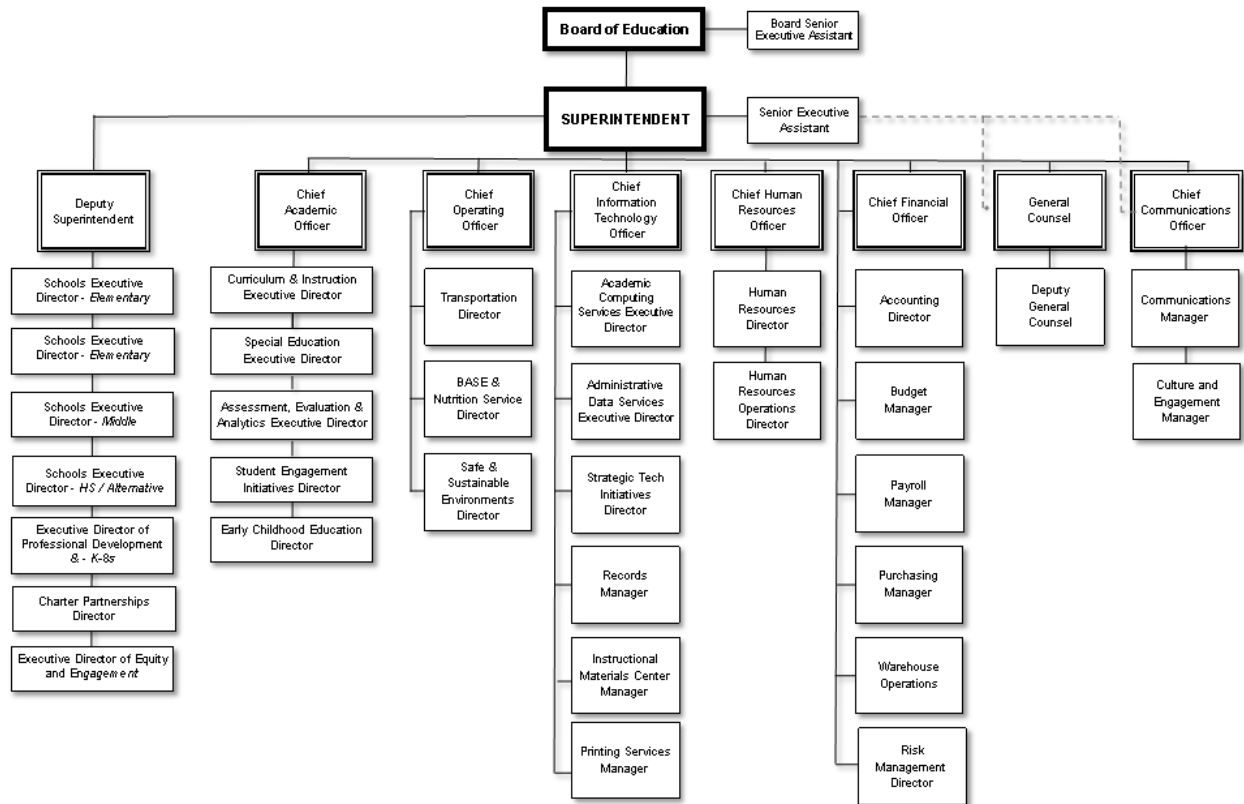 Board of Education
Board Senior
Executive Assistant
SUPERINTENDENT
Senior Executive
Assistant
Deputy
Superintendent
Schools Executive
Director - Elementary
Schools Executive
Director - Elementary
Schools Executive
Director - Middle
Schools Executive
Director - HS / Alternative
Executive Director of
Professional Development
& - K-8s
Charter Partnerships
Director
Executive Director of Equity
and Engagement
Chief
Academic
Officer
Curriculum & Instruction
Executive Director
Special Education
Executive Director
Assessment, Evaluation &
Analytics Executive Director
Student Engagement
Initiatives Director
Early Childhood Education
Director
Chief
Operating
Officer
Transportation
Director
BASE &
Nutrition Service
Director
Safe &
Sustainable
Environments
Director
Chief
Information
Technology
Officer
Academic
Computing
Services Executive
Director
Administrative
Data Services
Executive Director
Strategic Tech
Initiatives
Director
Records
Manager
Instructional
Materials Center
Manager
Printing Services
Manager
Chief Human
Resources Officer
Human
Resources
Director
Human
Resources
Operations
Director
Chief Financial
Officer
Accounting
Director
Budget
Manager
Payroll
Manager
Purchasing
Manager
Warehouse
Operations
Risk
Management
Director
General
Counsel
Deputy
General
Counsel
Chief
Communications
Officer
Communications
Manager
Culture and
Engagement
Manager